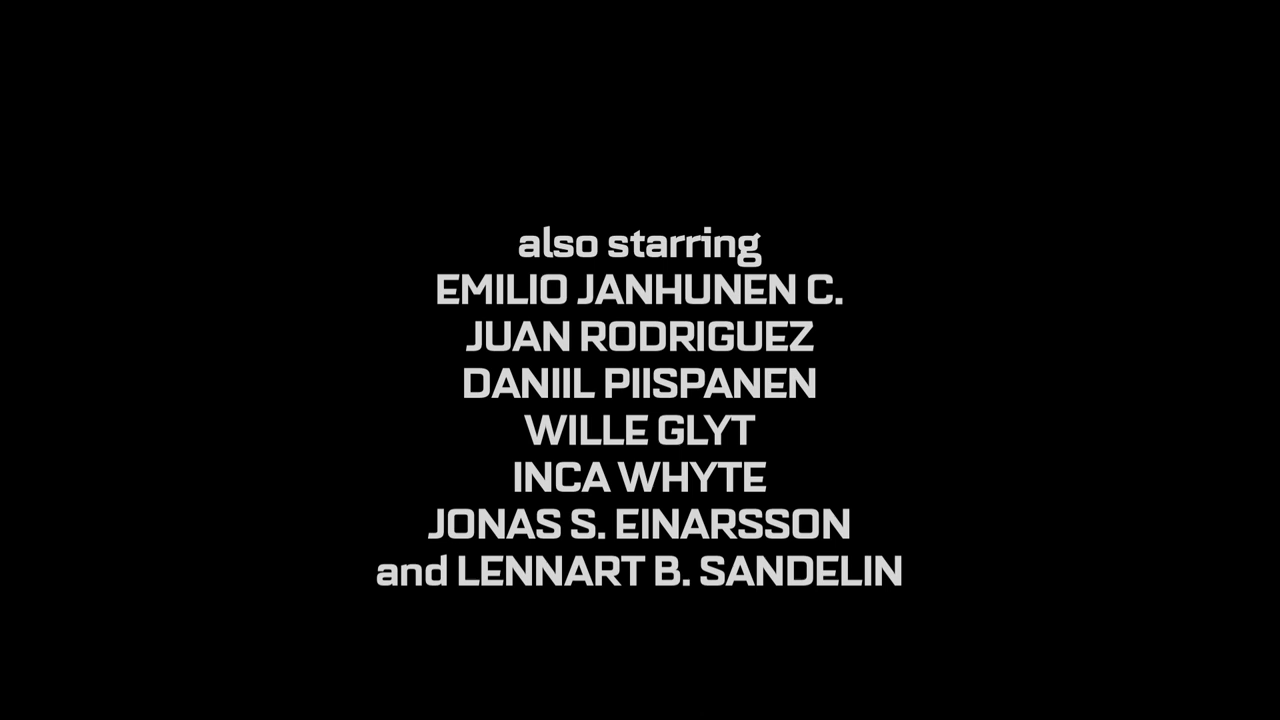 also starring
EMILIO JANHUNEN C.
JUAN RODRIGUEZ
DANIIL PIISPANEN
WILLE GLYT
INCA WHYTE
JONAS S. EINARSSON
and LENNART B. SANDELIN